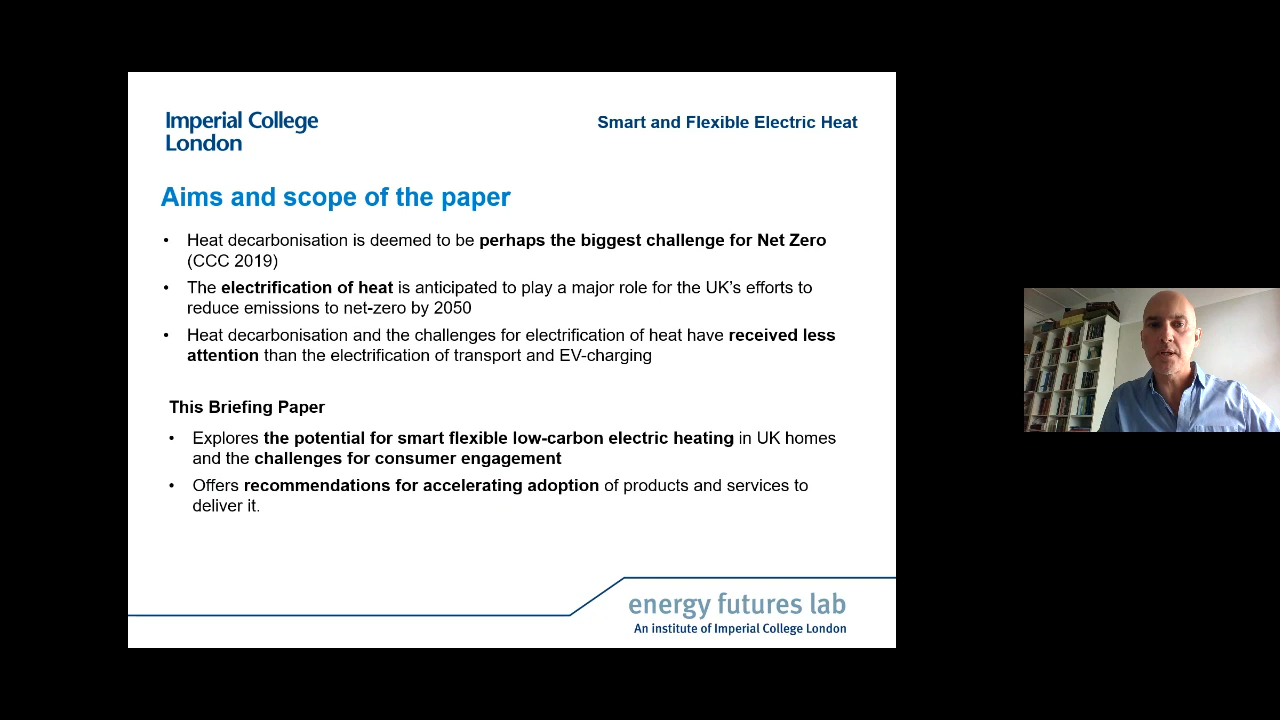 Imperial College
London
Smart and Flexible Electric Heat
Aims and scope of the paper
• Heat decarbonisation is deemed to be perhaps the biggest challenge for Net Zero
(CCC 2019)
• The electrification of heat is anticipated to play a major role for the UK's efforts to
reduce emissions to net-zero by 2050
• Heat decarbonisation and the challenges for electrification of heat have received less
attention than the electrification of transport and EV-charging
This Briefing Paper
• Explores the potential for smart flexible low-carbon electric heating in UK homes
and the challenges for consumer engagement
• Offers recommendations for accelerating adoption of products and services to
deliver it.
energy futures lab
An institute of Imperial College London